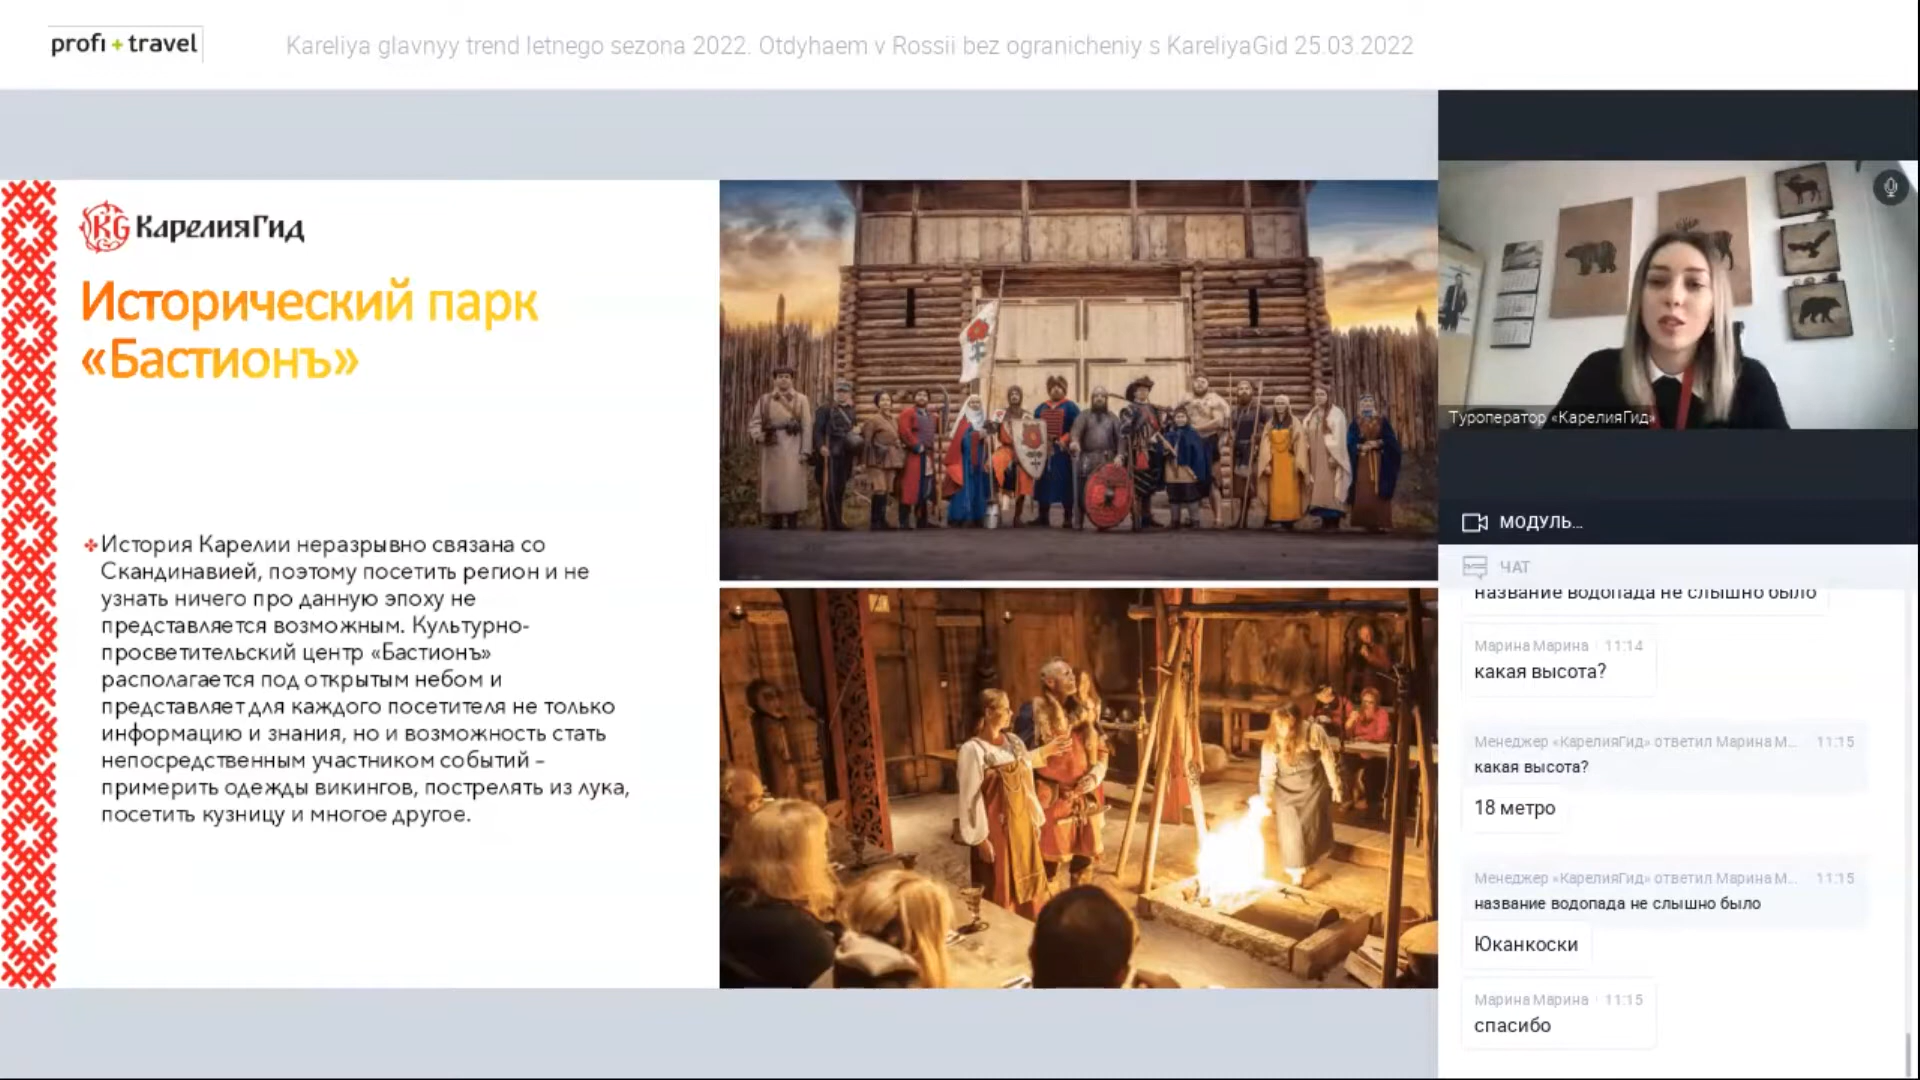 profi + travel
Kareliya glavnyy trend letnego sezona 2022. Otdyhaem v Rossii bez ogranicheniy s KareliyaGid 25.03.2022
KG КарелияГид
Исторический парк
«Бастионъ»
История Карелии неразрывно связана со
Скандинавией, поэтому посетить регион и не
узнать ничего про данную эпоху не
представляется возможным. Культурно-
просветительский центр «Бастионъ»
располагается под открытым небом и
представляет для каждого посетителя не только
информацию и знания, но и возможность стать
непосредственным участником событий –
примерить одежды викингов, пострелять из лука,
посетить кузницу и многое другое.
Туроператор «КарелияГид»
МОДУЛЬ...
ЧАТ
название водопада не слышно было
Марина Марина 11:14
какая высота?
Менеджер «КарелияГид» ответил Марина М... 11:15
какая высота?
18 метро
Менеджер «КарелияГид» ответил Марина М... 11:15
название водопада не слышно было
Юканкоски
Марина Марина 11:15
спасибо